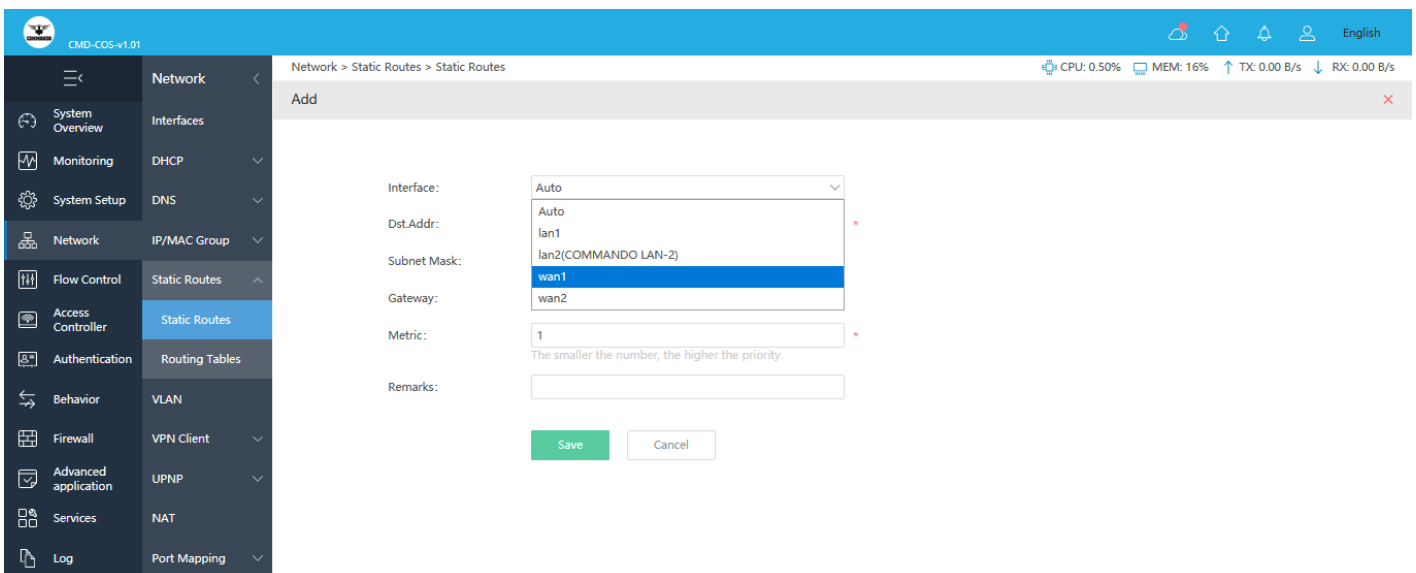 COMMANDO
CMD-COS-v1.01
English
Network
Network > Static Routes > Static Routes
CPU: 0.50%
MEM: 16%
TX: 0.00 B/s
RX: 0.00 B/s
Add
System
Overview
Monitoring
System Setup
Network
Flow Control
Access
Controller
Authentication
Behavior
Firewall
Advanced
application
Services
Log
Interfaces
DHCP
DNS
IP/MAC Group
Static Routes
Static Routes
Routing Tables
VLAN
VPN Client
UPNP
NAT
Port Mapping
Interface:
Auto
Auto
lan1
lan2(COMMANDO LAN-2)
wan1
wan2
Dst.Addr:
*
Subnet Mask:
Gateway:
Metric:
1
*
The smaller the number, the higher the priority.
Remarks:
Save
Cancel